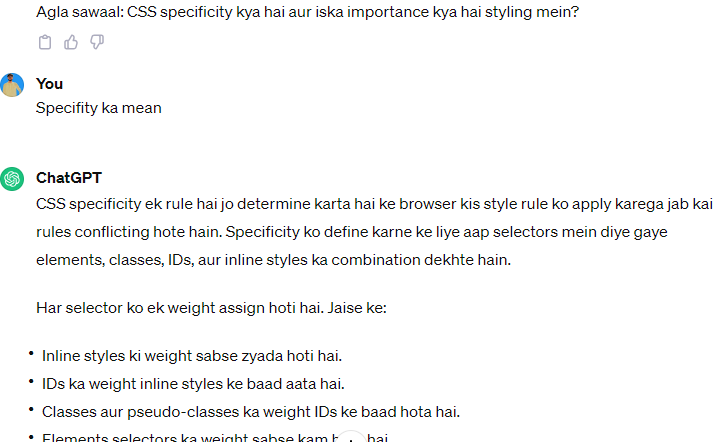 Agla sawaal: CSS specificity kya hai aur iska importance kya hai styling mein?
You
Specifity ka mean
ChatGPT
CSS specificity ek rule hai jo determine karta hai ke browser kis style rule ko apply karega jab kai
rules conflicting hote hain. Specificity ko define karne ke liye aap selectors mein diye gaye
elements, classes, IDs, aur inline styles ka combination dekhte hain.
Har selector ko ek weight assign hoti hai. Jaise ke:
• Inline styles ki weight sabse zyada hoti hai.
• IDs ka weight inline styles ke baad aata hai.
• Classes aur pseudo-classes ka weight IDs ke baad hota hai.
• Elements selectors ka weight sabse kam hai.